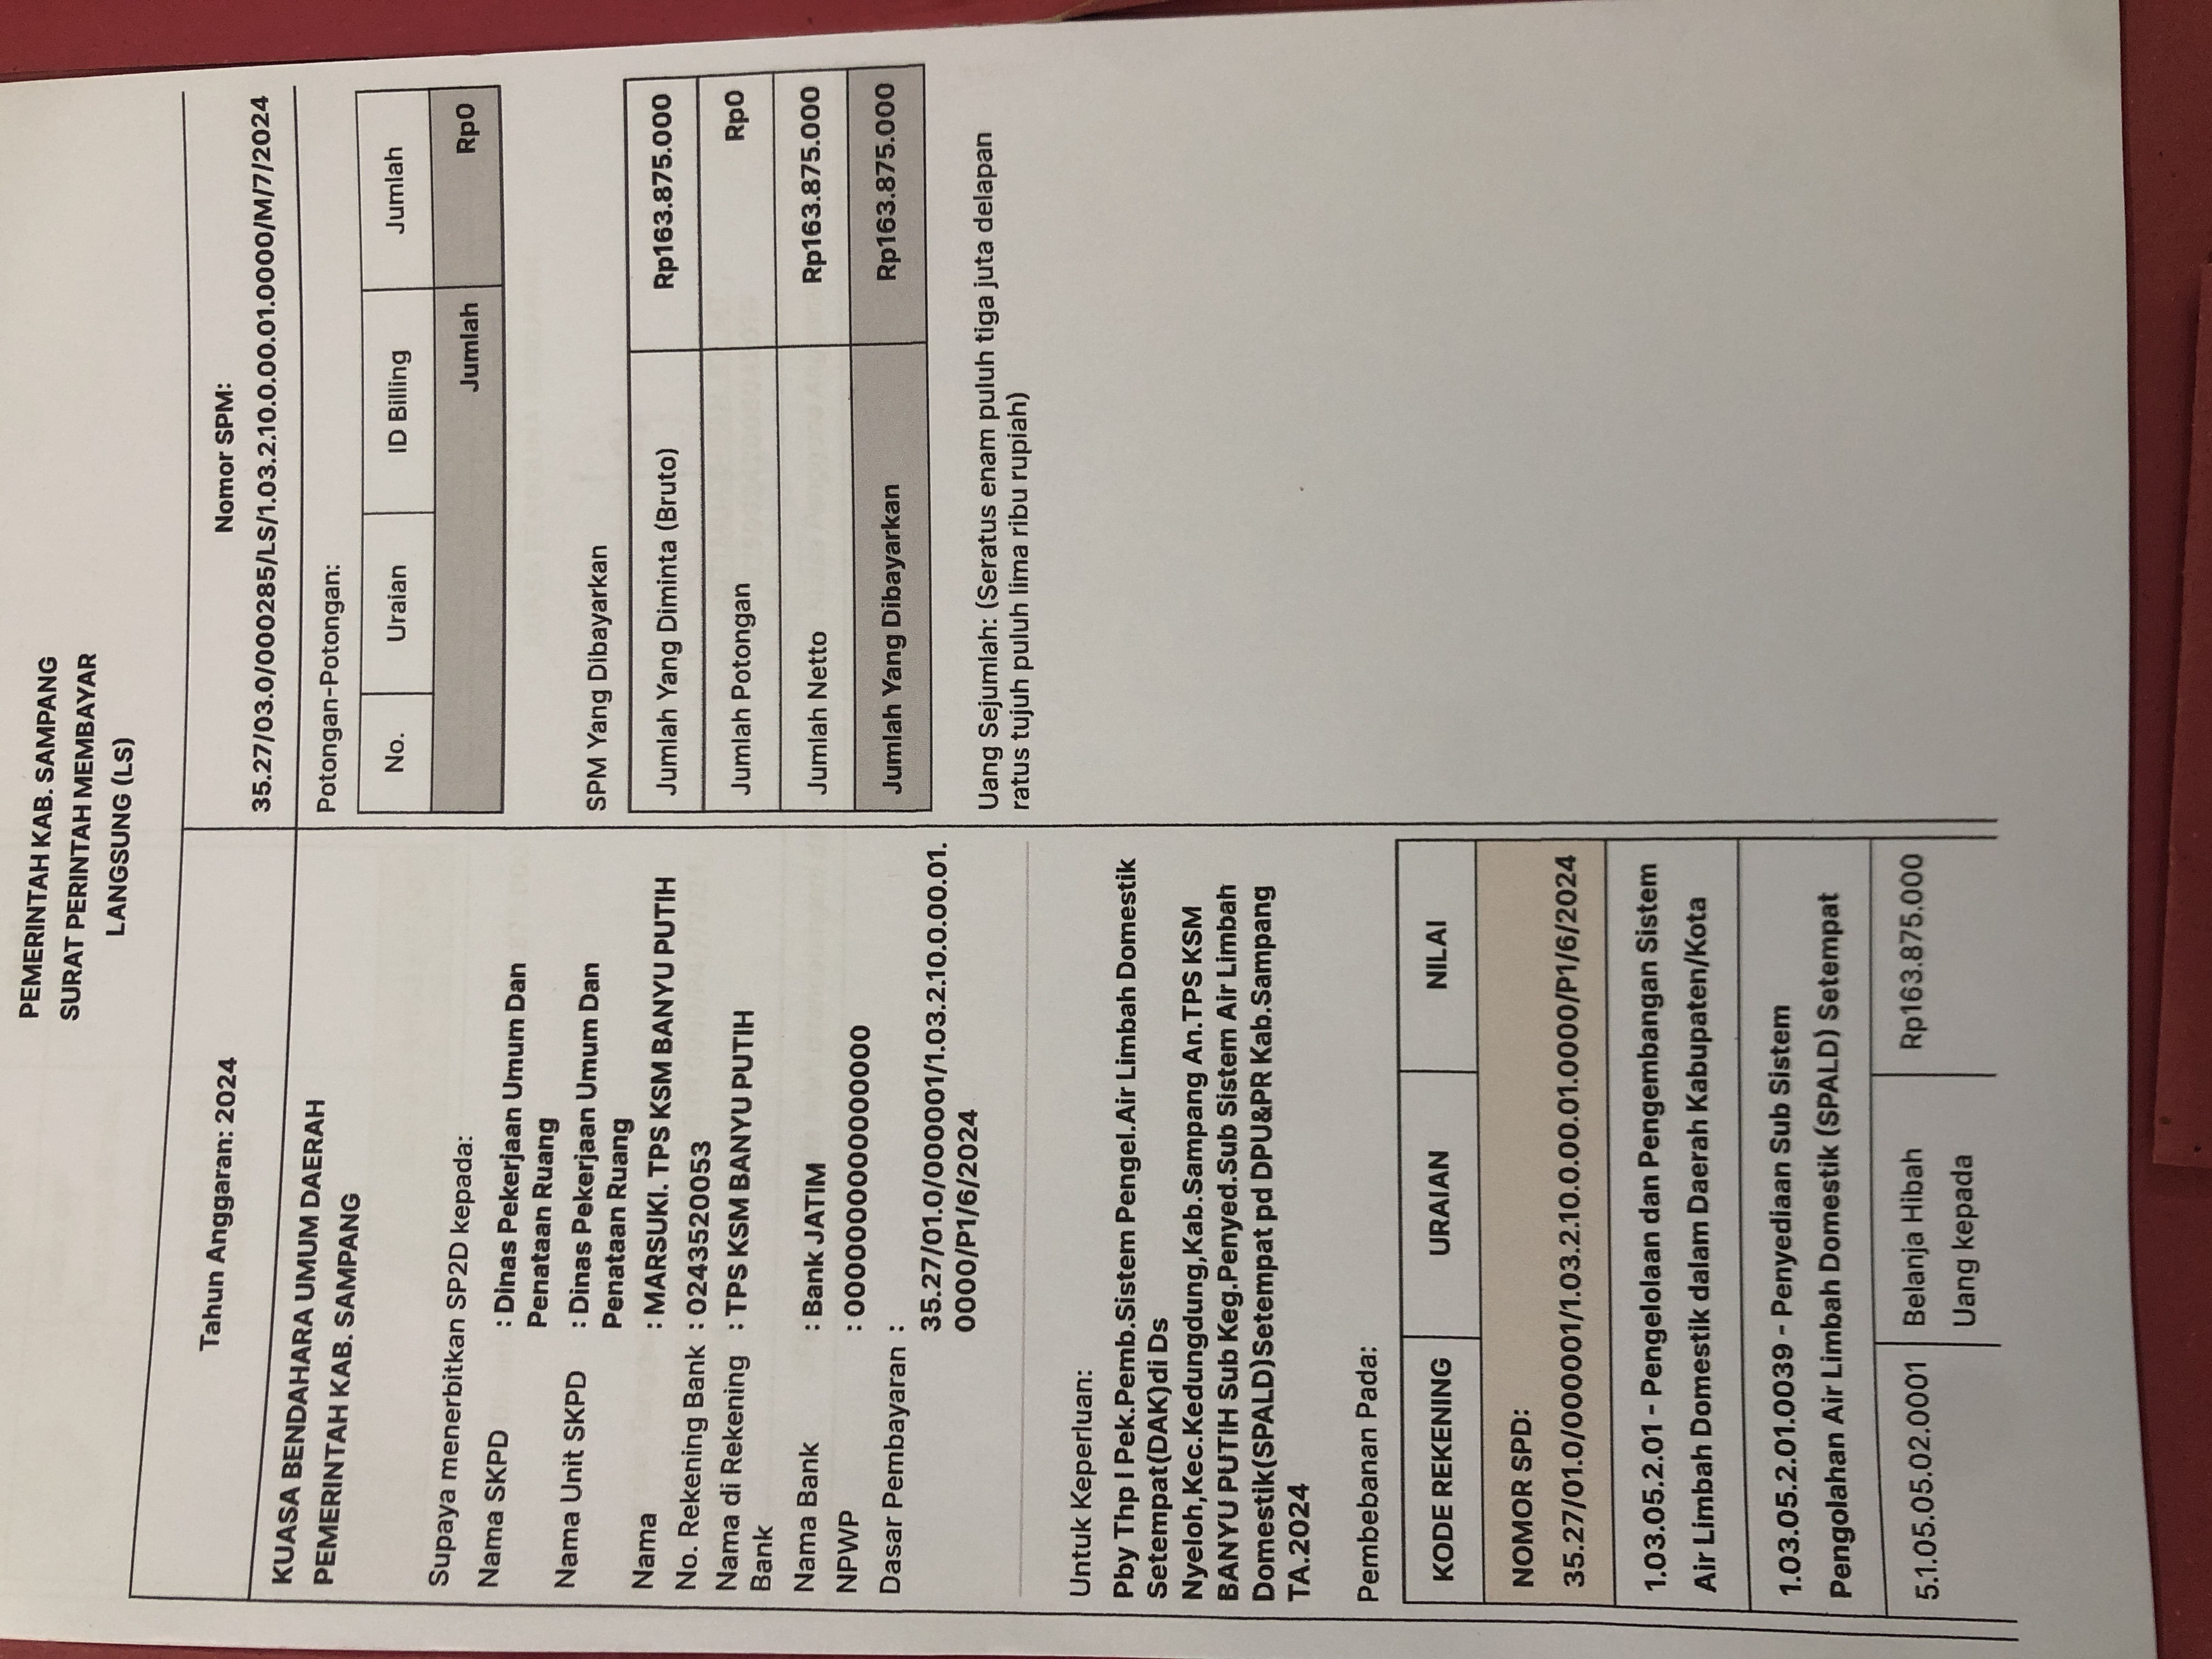 PEMERINTAH KAB. SAMPANG
SURAT PERINTAH MEMBAYAR
LANGSUNG (LS)
Tahun Anggaran: 2024
Nomor SPM:
35.27/03.0/000285/LS/1.03.2.10.0.00.01.0000/M/7/2024
KUASA BENDAHARA UMUM DAERAH
PEMERINTAH KAB. SAMPANG
Supaya menerbitkan SP2D kepada:
Nama SKPD : Dinas Pekerjaan Umum Dan
Penataan Ruang
Nama Unit SKPD : Dinas Pekerjaan Umum Dan
Penataan Ruang
Nama : MARSUKI. TPS KSM BANYU PUTIH
No. Rekening Bank : 0243520053
Nama di Rekening : TPS KSM BANYU PUTIH
Bank
Nama Bank : Bank JATIM
NPWP : 0000000000000000
Dasar Pembayaran :
35.27/01.0/000001/1.03.2.10.0.00.01.
0000/P1/6/2024
Untuk Keperluan:
Pby Thp I Pek.Pemb.Sistem Pengel.Air Limbah Domestik
Setempat(DAK)di Ds
Nyeloh,Kec.Kedungdung,Kab.Sampang An.TPS KSM
BANYU PUTIH Sub Keg.Penyed.Sub Sistem Air Limbah
Domestik(SPALD)Setempat pd DPU&PR Kab.Sampang
TA.2024
Pembebanan Pada:
KODE REKENING URAIAN NILAI
NOMOR SPD:
35.27/01.0/000001/1.03.2.10.0.00.01.0000/P1/6/2024
1.03.05.2.01 - Pengelolaan dan Pengembangan Sistem
Air Limbah Domestik dalam Daerah Kabupaten/Kota
1.03.05.2.01.0039 - Penyediaan Sub Sistem
Pengolahan Air Limbah Domestik (SPALD) Setempat
5.1.05.05.02.0001 Belanja Hibah Rp163.875.000
Uang kepada
Potongan-Potongan:
No. Uraian ID Billing Jumlah
Jumlah Rp0
SPM Yang Dibayarkan
Jumlah Yang Diminta (Bruto) Rp163.875.000
Jumlah Potongan Rp0
Jumlah Netto Rp163.875.000
Jumlah Yang Dibayarkan Rp163.875.000
Uang Sejumlah: (Seratus enam puluh tiga juta delapan
ratus tujuh puluh lima ribu rupiah)